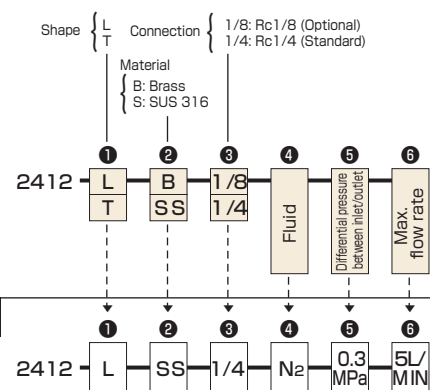 Shape { L
T
Connection { 1/8: Rc1/8 (Optional)
1/4: Rc1/4 (Standard)
Material
{ B: Brass
S: SUS 316
❶ ❷ ❸ ❹ ❺ ❻
2412 L B 1/8 Fluid Differential pressure between inlet/outlet Max. flow rate
T SS 1/4
❶ ❷ ❸ ❹ ❺ ❻
2412 L SS 1/4 N2 0.3 MPa 5L/MIN